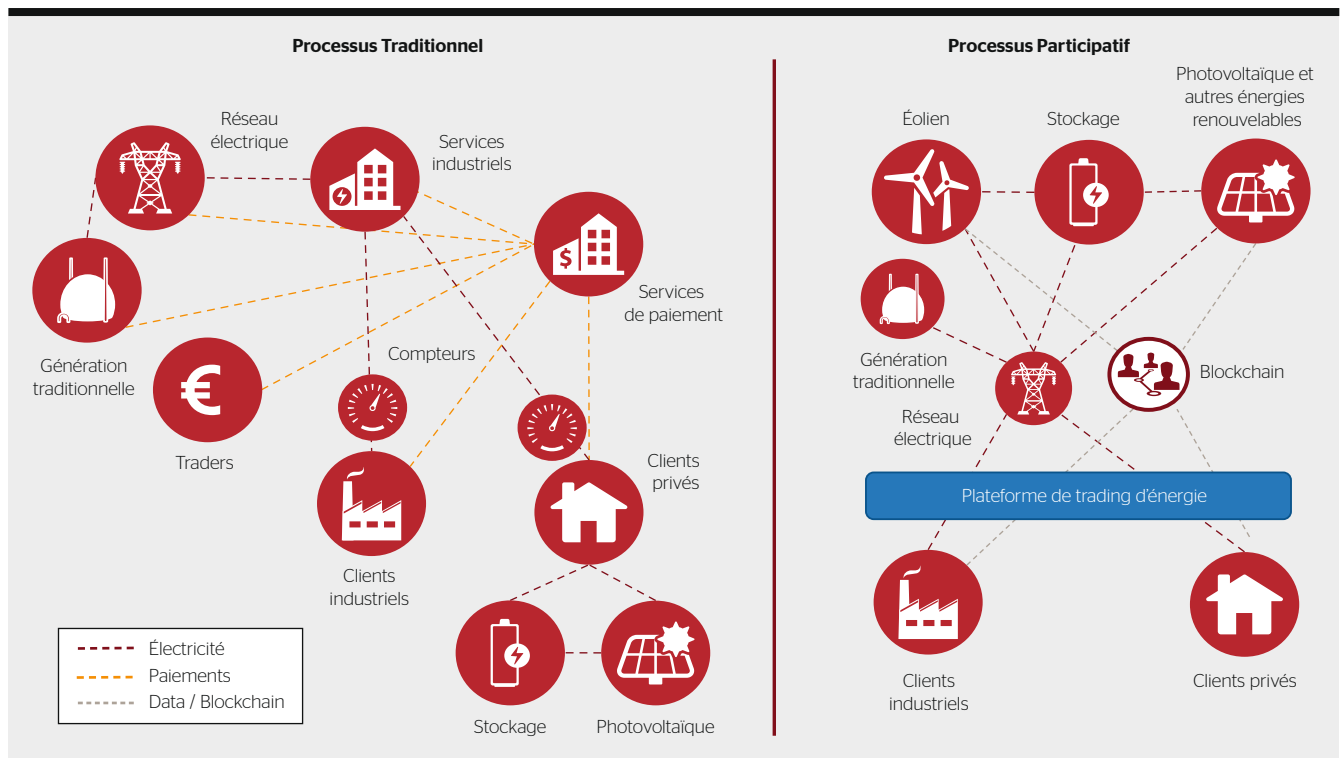 Processus Traditionnel
Réseau
électrique
Services
industriels
$
Services
de paiement
Génération
traditionnelle
€
Traders
Compteurs
Clients
privés
Clients
industriels
Stockage
Photovoltaïque
Électricité
Paiements
Data / Blockchain
Processus Participatif
Éolien
Stockage
Photovoltaïque et
autres énergies
renouvelables
Génération
traditionnelle
Blockchain
Réseau
électrique
Plateforme de trading d'énergie
Clients
industriels
Clients privés